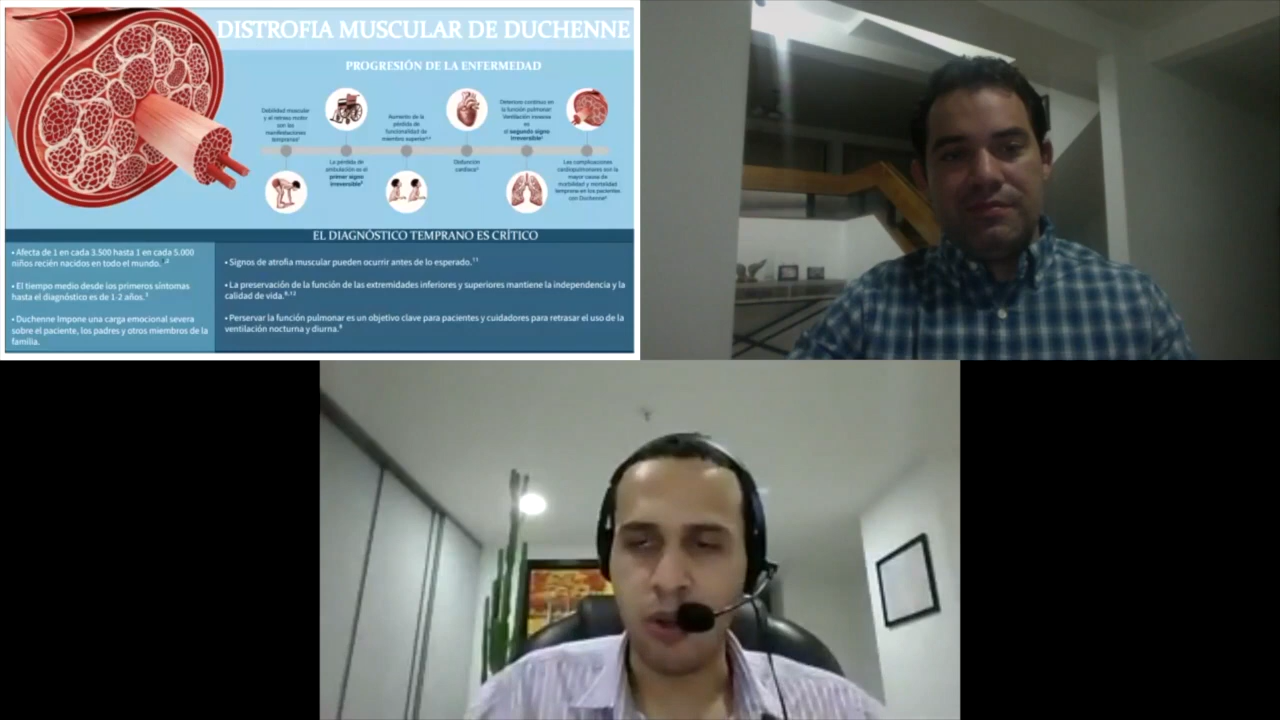 DISTROFIA MUSCULAR DE DUCHENNE
PROGRESIÓN DE LA ENFERMEDAD
Debilidad muscular
y el retraso motor
son las
manifestaciones
tempranas
La pérdida de
ambulación es el
primer signo
irreversible
Aumento de la
pérdida de
funcionalidad de
miembro superior
Disfunción
cardíaca
Deterioro continuo en
la función pulmonar
Ventilación invasiva
es
el segundo signo
irreversible
Las complicaciones
cardiopulmonares son la
mayor causa de
morbilidad y mortalidad
temprana en los pacientes
con Duchenne
EL DIAGNÓSTICO TEMPRANO ES CRÍTICO
• Afecta de 1 en cada 3.500 hasta 1 en cada 5.000
niños recién nacidos en todo el mundo.
• El tiempo medio desde los primeros síntomas
hasta el diagnóstico es de 1-2 años.
• Duchenne Impone una carga emocional severa
sobre el paciente, los padres y otros miembros de la
familia.
• Signos de atrofia muscular pueden ocurrir antes de lo esperado.¹¹
• La preservación de la función de las extremidades inferiores y superiores mantiene la independencia y la
calidad de vida.
• Perservar la función pulmonar es un objetivo clave para pacientes y cuidadores para retrasar el uso de la
ventilación nocturna y diurna.